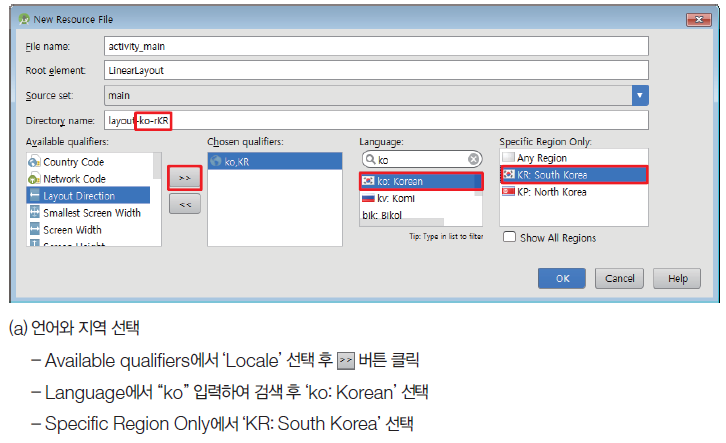 New Resource File
File name: activity_main
Root element: LinearLayout
Source set: main
Directory name: layout-ko-rKR
Available qualifiers: Chosen qualifiers: Language: Specific Region Only:
Country Code
Network Code
Layout Direction
Smallest Screen Width
Screen Width
Screen Height
>>
<<
ko,KR
ko
ko: Korean
kv: Komi
bik: Bikol
Tip: Type in list to filter
Any Region
KR: South Korea
KP: North Korea
Show All Regions
OK Cancel Help
(a) 언어와 지역 선택
– Available qualifiers에서 ‘Locale’ 선택 후 >> 버튼 클릭
– Language에서 “ko” 입력하여 검색 후 ‘ko: Korean’ 선택
– Specific Region Only에서 ‘KR: South Korea’ 선택